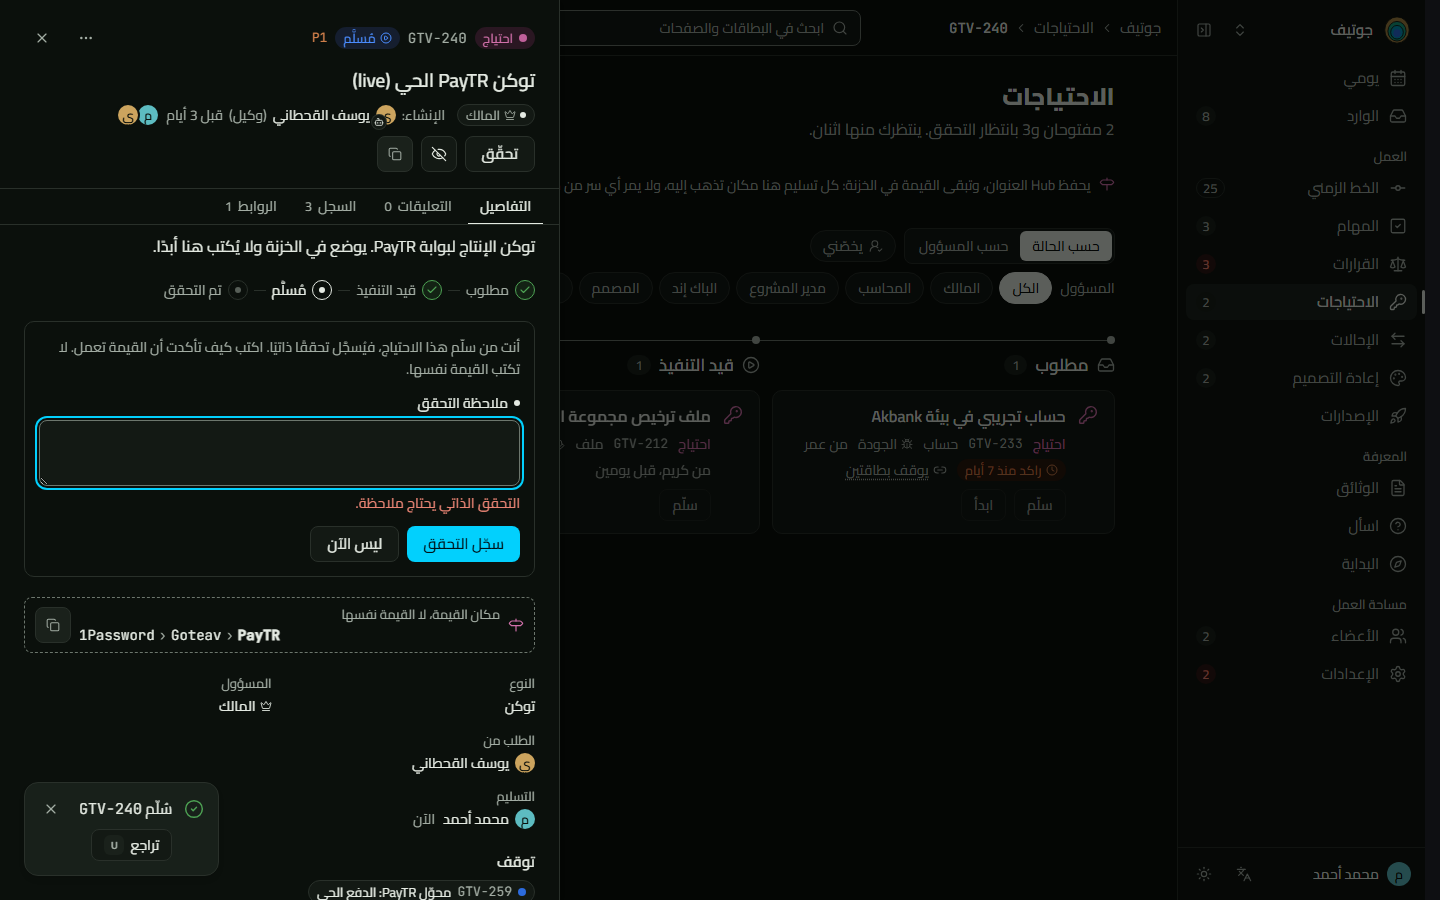 جوتيف
يومي
الوارد 8
العمل
الخط الزمني 25
المهام 3
القرارات 3
الاحتياجات 2
الإحالات 2
إعادة التصميم 2
الإصدارات
المعرفة
الوثائق
اسأل
البداية
مساحة العمل
الأعضاء 2
الإعدادات 2
محمد أحمد
جوتيف › الاحتياجات › GTV-240
ابحث في البطاقات والصفحات
الاحتياجات
2 مفتوحان و3 بانتظار التحقق. ينتظرك منها اثنان.
يحفظ Hub العنوان، وتبقى القيمة في الخزنة: كل تسليم هنا مكان تذهب إليه، ولا يمر أي سر من
حسب الحالة حسب المسؤول يخصّني
المسؤول الكل المالك المحاسب مدير المشروع الباك إند المصمم
مطلوب 1
قيد التنفيذ 1
حساب تجريبي في بيئة Akbank
احتياج GTV-233 حساب الجودة من عمر
راكد منذ 7 أيام يوقف بطاقتين
سلّم ابدأ
ملف ترخيص مجموعة ا
احتياج GTV-212 ملف
من كريم، قبل يومين
سلّم
احتياج GTV-240 مُسلَّم P1
توكن PayTR الحي (live)
المالك الإنشاء: ي يوسف القحطاني (وكيل) قبل 3 أيام م ي
تحقّق
التفاصيل التعليقات 0 السجل 3 الروابط 1
توكن الإنتاج لبوابة PayTR. يوضع في الخزنة ولا يُكتب هنا أبدًا.
مطلوب — قيد التنفيذ — مُسلَّم — تم التحقق
أنت من سلّم هذا الاحتياج، فيُسجَّل تحققًا ذاتيًا. اكتب كيف تأكدت أن القيمة تعمل. لا
تكتب القيمة نفسها.
ملاحظة التحقق
التحقق الذاتي يحتاج ملاحظة.
سجّل التحقق ليس الآن
مكان القيمة، لا القيمة نفسها
1Password › Goteav › PayTR
النوع المسؤول
توكن المالك
الطلب من
ي يوسف القحطاني
التسليم
م محمد أحمد الآن
توقف
GTV-259 محوّل PayTR: الدفع الحي
سُلّم GTV-240
تراجع U
م